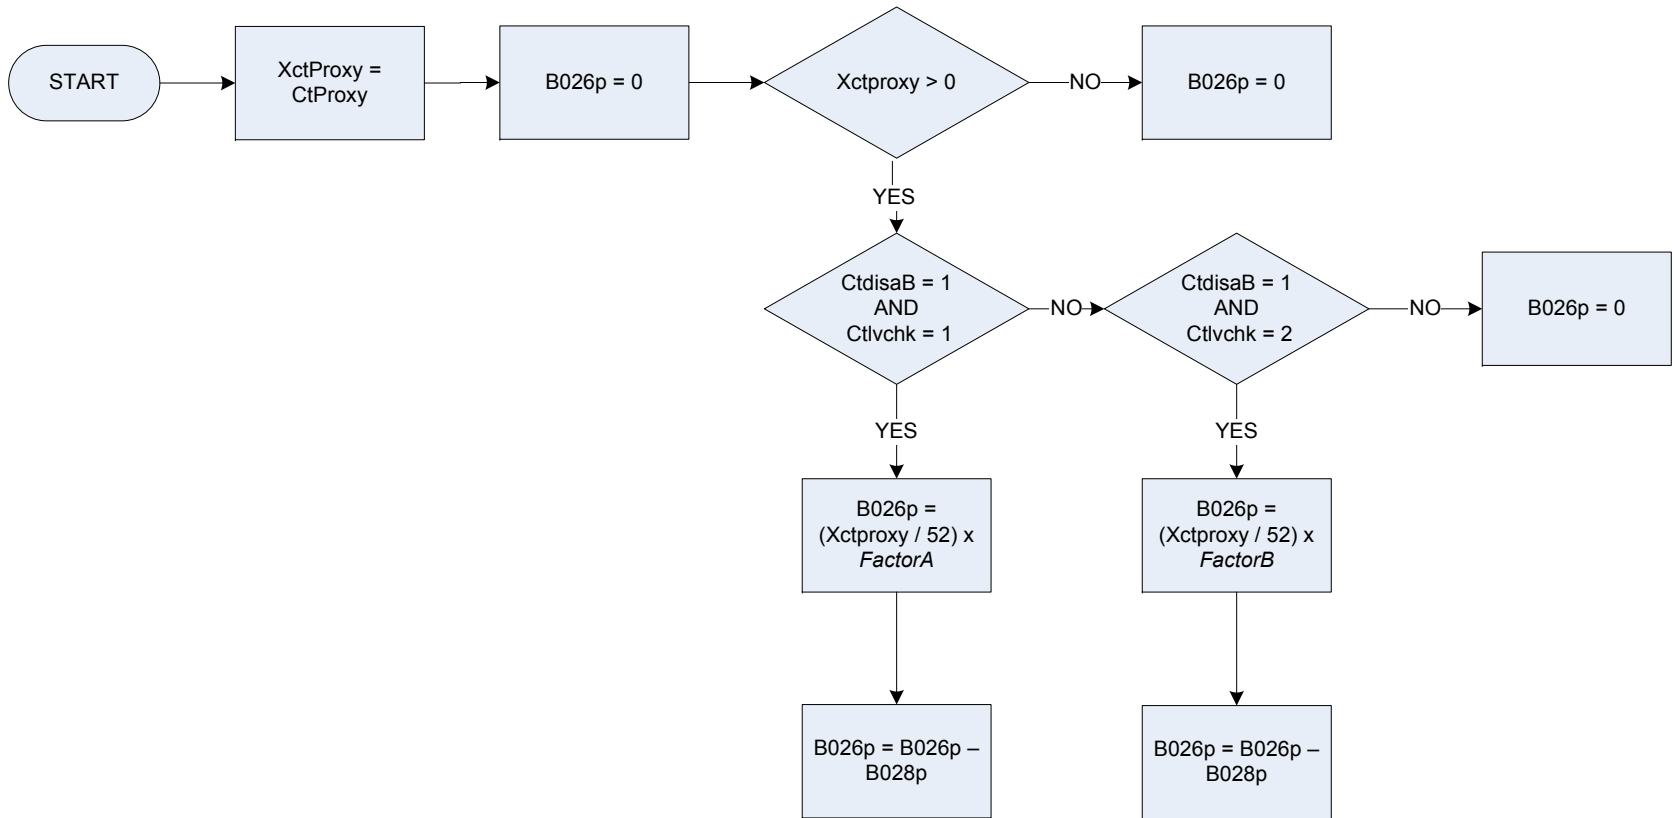 START
XctProxy =
CtProxy
B026p = 0
Xctproxy > 0
NO
B026p = 0
YES
CtdisaB = 1
AND
Ctlvchk = 1
NO
CtdisaB = 1
AND
Ctlvchk = 2
NO
B026p = 0
YES
YES
B026p =
(Xctproxy / 52) x
FactorA
B026p =
(Xctproxy / 52) x
FactorB
B026p = B026p –
B028p
B026p = B026p –
B028p